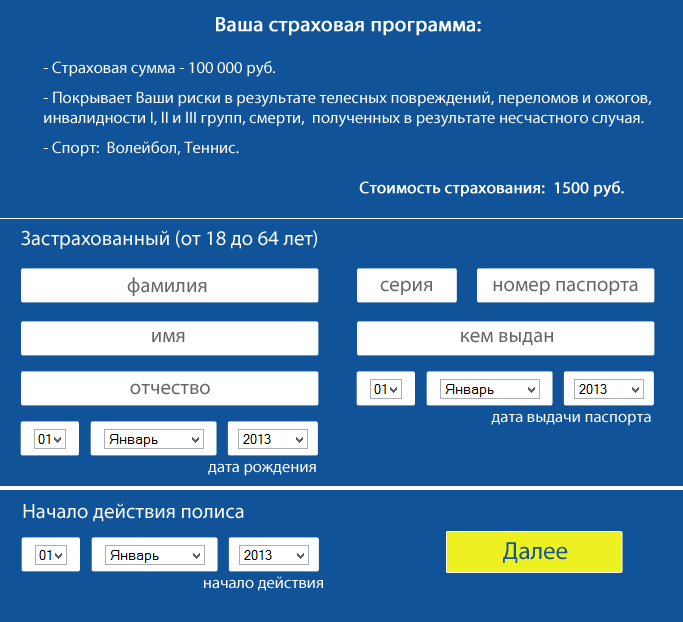 Ваша страховая программа:
- Страховая сумма - 100 000 руб.
- Покрывает Ваши риски в результате телесных повреждений, переломов и ожогов,
инвалидности I, II и III групп, смерти, полученных в результате несчастного случая.
- Спорт: Волейбол, Теннис.
Стоимость страхования: 1500 руб.
Застрахованный (от 18 до 64 лет)
фамилия
серия
номер паспорта
имя
кем выдан
отчество
01 Январь 2013
дата выдачи паспорта
01 Январь 2013
дата рождения
Начало действия полиса
01 Январь 2013
начало действия
Далее